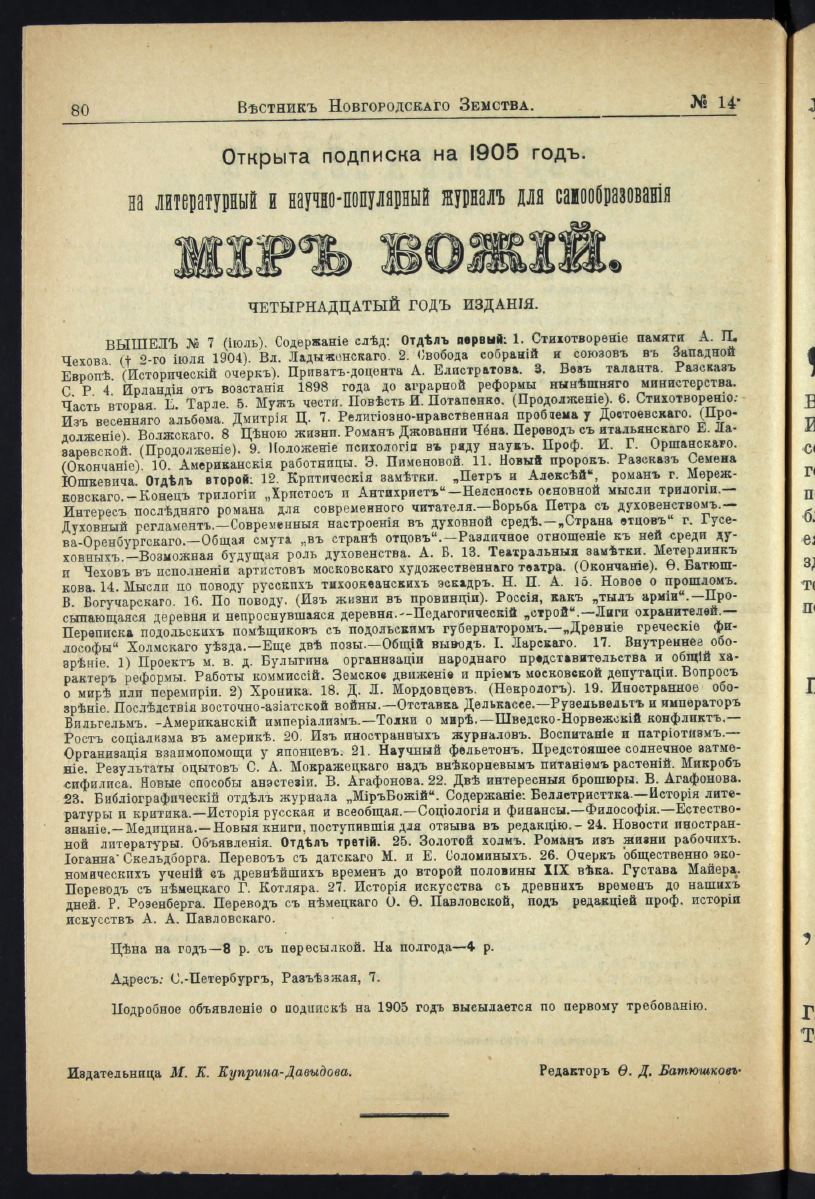 80 Вѣстникъ Новгородскаго Земства. № 14
Открыта подписка на 1905 годъ.
на литературный и научно-популярный журналъ для самообразованія
МІРЪ БОЖІЙ.
ЧЕТЫРНАДЦАТЫЙ ГОДЪ ИЗДАНІЯ.
ВЫШЕЛЪ № 7 (іюль). Содержаніе слѣд: Отдѣлъ первый: 1. Стихотвореніе памяти А. П.
Чехова. († 2-го іюля 1904). Вл. Ладыженскаго. 2. Свобода собраній и союзовъ въ Западной
Европѣ. (Историческій очеркъ). Приватъ-доцента А. Елистратова. 3. Безъ таланта. Разсказъ
С. Р. 4. Ирландія отъ возстанія 1898 года до аграрной реформы нынѣшняго министерства.
Часть вторая. Е. Тарле. 5. Мужъ чести. Повѣсть И. Потапенко. (Продолженіе). 6. Стихотвореніе:
Изъ весенняго альбома. Дмитрія Ц. 7. Религіозно-нравственная проблема у Достоевскаго. (Про-
долженіе). Волжскаго. 8 Цѣною жизни. Романъ Джованни Чена. Переводъ съ итальянскаго Е. Ла-
заревской. (Продолженіе). 9. Положеніе психологіи въ ряду наукъ. Проф. И. Г. Оршанскаго.
(Окончаніе). 10. Американскія работницы. Э. Пименовой. 11. Новый пророкъ. Разсказъ Семена
Юшкевича. Отдѣлъ второй: 12. Критическія замѣтки. „Петръ и Алексѣй“, романъ г. Мереж-
ковскаго.—Конецъ трилогіи „Христосъ и Антихристъ“—Неясность основной мысли трилогіи.—
Интересъ послѣдняго романа для современнаго читателя.—Борьба Петра съ духовенствомъ.—
Духовный регламентъ.—Современныя настроенія въ духовной средѣ.—„Страна отцовъ“ г. Гусе-
ва-Оренбургскаго.—Общая смута „въ странѣ отцовъ“.—Различное отношеніе къ ней среди ду-
ховныхъ.—Возможная будущая роль духовенства. А. Б. 13. Театральныя замѣтки. Метерлинкъ
и Чеховъ въ исполненіи артистовъ московскаго художественнаго театра. (Окончаніе). Ѳ. Батюш-
кова. 14. Мысли по поводу русскихъ тихоокеанскихъ эскадръ. Н. П. А. 15. Новое о прошломъ.
В. Богучарскаго. 16. По поводу. (Изъ жизни въ провинціи). Россія, какъ „тылъ арміи“.—Про-
сыпающаяся деревня и непроснувшаяся деревня.—Педагогическій „строй“.—Лиги охранителей.—
Переписка подольскихъ помѣщиковъ съ подольскимъ губернаторомъ.—„Древніе греческіе фи-
лософы“ Холмскаго уѣзда.—Еще двѣ позы.—Общій выводъ. І. Ларскаго. 17. Внутреннее обо-
зрѣніе. 1) Проектъ м. в. д. Булыгина организаціи народнаго представительства и общій ха-
рактеръ реформы. Работы коммиссій. Земское движеніе и пріемъ московской депутаціи. Вопросъ
о мирѣ или перемиріи. 2) Хроника. 18. Д. Л. Мордовцевъ. (Некрологъ). 19. Иностранное обо-
зрѣніе. Послѣдствія восточно-азіатской войны.—Отставка Делькассе.—Рузельвельтъ и императоръ
Вильгельмъ. -Американскій имперіализмъ.—Толки о мирѣ.—Шведско-Норвежскій конфликтъ.—
Ростъ соціализма въ америкѣ. 20. Изъ иностранныхъ журналовъ. Воспитаніе и патріотизмъ.—
Организація взаимопомощи у японцевъ. 21. Научный фельетонъ. Предстоящее солнечное затме-
ніе. Результаты опытовъ С. А. Мокражецкаго надъ внѣкорневымъ питаніемъ растеній. Микробъ
сифилиса. Новые способы анэстезіи. В. Агафонова. 22. Двѣ интересныя брошюры. В. Агафонова.
23. Библіографическій отдѣлъ журнала „МіръБожій“. Содержаніе: Беллетристтка.—Исторія лите-
ратуры и критика.—Исторія русская и всеобщая.—Соціологія и финансы.—Философія.—Естество-
знаніе.—Медицина.—Новыя книги, поступившія для отзыва въ редакцію.- 24. Новости иностран-
ной литературы. Объявленія. Отдѣлъ третій. 25. Золотой холмъ. Романъ изъ жизни рабочихъ.
Іоганна Скельдборга. Перевоъъ съ датскаго М. и Е. Соломиныхъ. 26. Очеркъ общественно эко-
номическихъ ученій съ древнѣйшихъ временъ до второй половины XIX вѣка. Густава Майера.
Переводъ съ нѣмецкаго Г. Котляра. 27. Исторія искусства съ древнихъ временъ до нашихъ
дней. Р. Розенберга. Переводъ съ нѣмецкаго О. Ѳ. Павловской, подъ редакціей проф. исторіи
искусствъ А. А. Павловскаго.
Цѣна на годъ—8 р. съ пересылкой. На полгода—4 р.
Адресъ: С.-Петербургъ, Разъѣзжая, 7.
Подробное объявленіе о подпискѣ на 1905 годъ высылается по первому требованію.
Издательница М. К. Куприна-Давыдова. Редакторъ Ѳ. Д. Батюшковъ